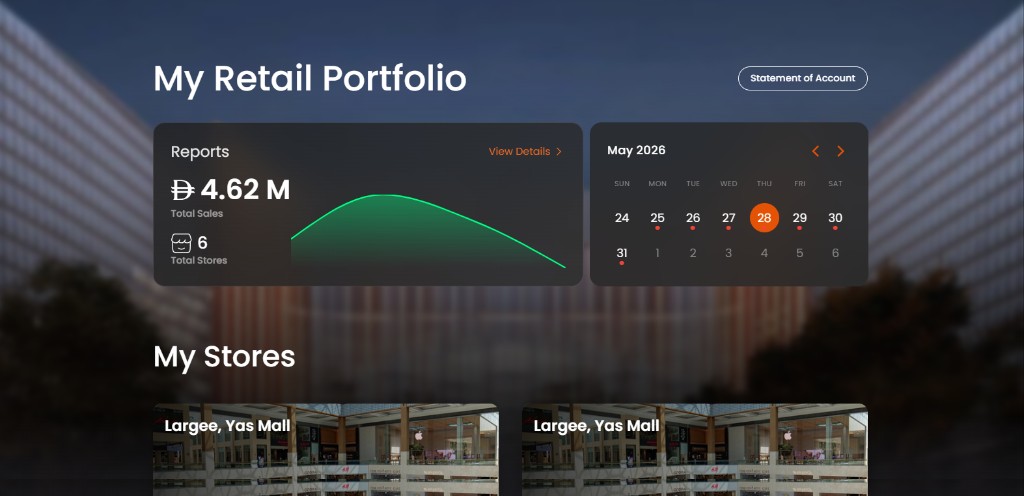 My Retail Portfolio
Statement of Account
Reports
View Details
4.62 M
Total Sales
6
Total Stores
May 2026
SUN MON TUE WED THU FRI SAT
24 25 26 27 28 29 30
31 1 2 3 4 5 6
My Stores
Largee, Yas Mall
Largee, Yas Mall